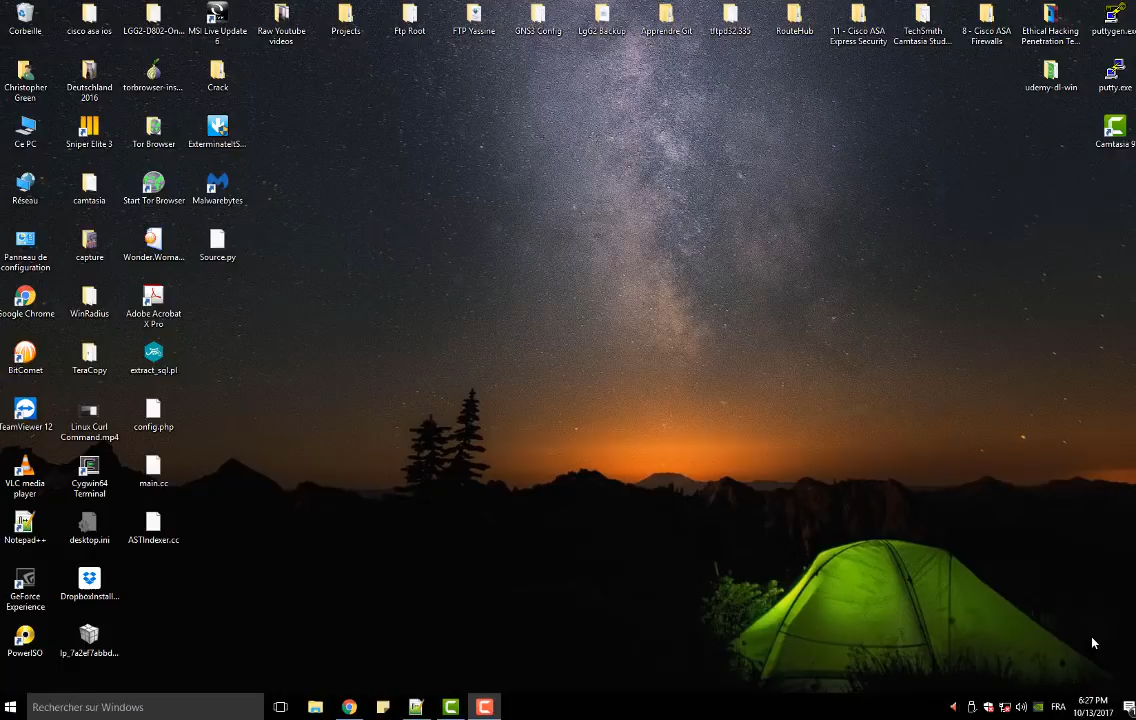 Corbeille
cisco asa ios
LGG2-D802-On...
MSI Live Update
6
Raw Youtube
videos
Projects
Ftp Root
FTP Yassine
GNS3 Config
LgG2 Backup
Apprendre Git
tftpd32.335
RouteHub
11 - Cisco ASA
Express Security
TechSmith
Camtasia Stud...
8 - Cisco ASA
Firewalls
Ethical Hacking
Penetration Te...
puttygen.exe
Christopher
Green
Deutschland
2016
torbrowser-ins...
Crack
udemy-dl-win
putty.exe
Ce PC
Sniper Elite 3
Tor Browser
ExterminateItS...
Camtasia 9
Réseau
camtasia
Start Tor Browser
Malwarebytes
Panneau de
configuration
capture
Wonder.Woma...
Source.py
Google Chrome
WinRadius
Adobe Acrobat
X Pro
BitComet
TeraCopy
extract_sql.pl
TeamViewer 12
Linux Curl
Command.mp4
config.php
VLC media
player
Cygwin64
Terminal
main.cc
Notepad++
desktop.ini
ASTIndexer.cc
GeForce
Experience
DropboxInstall...
PowerISO
lp_7a2ef7abbd...
Rechercher sur Windows
FRA
6:27 PM
10/13/2017